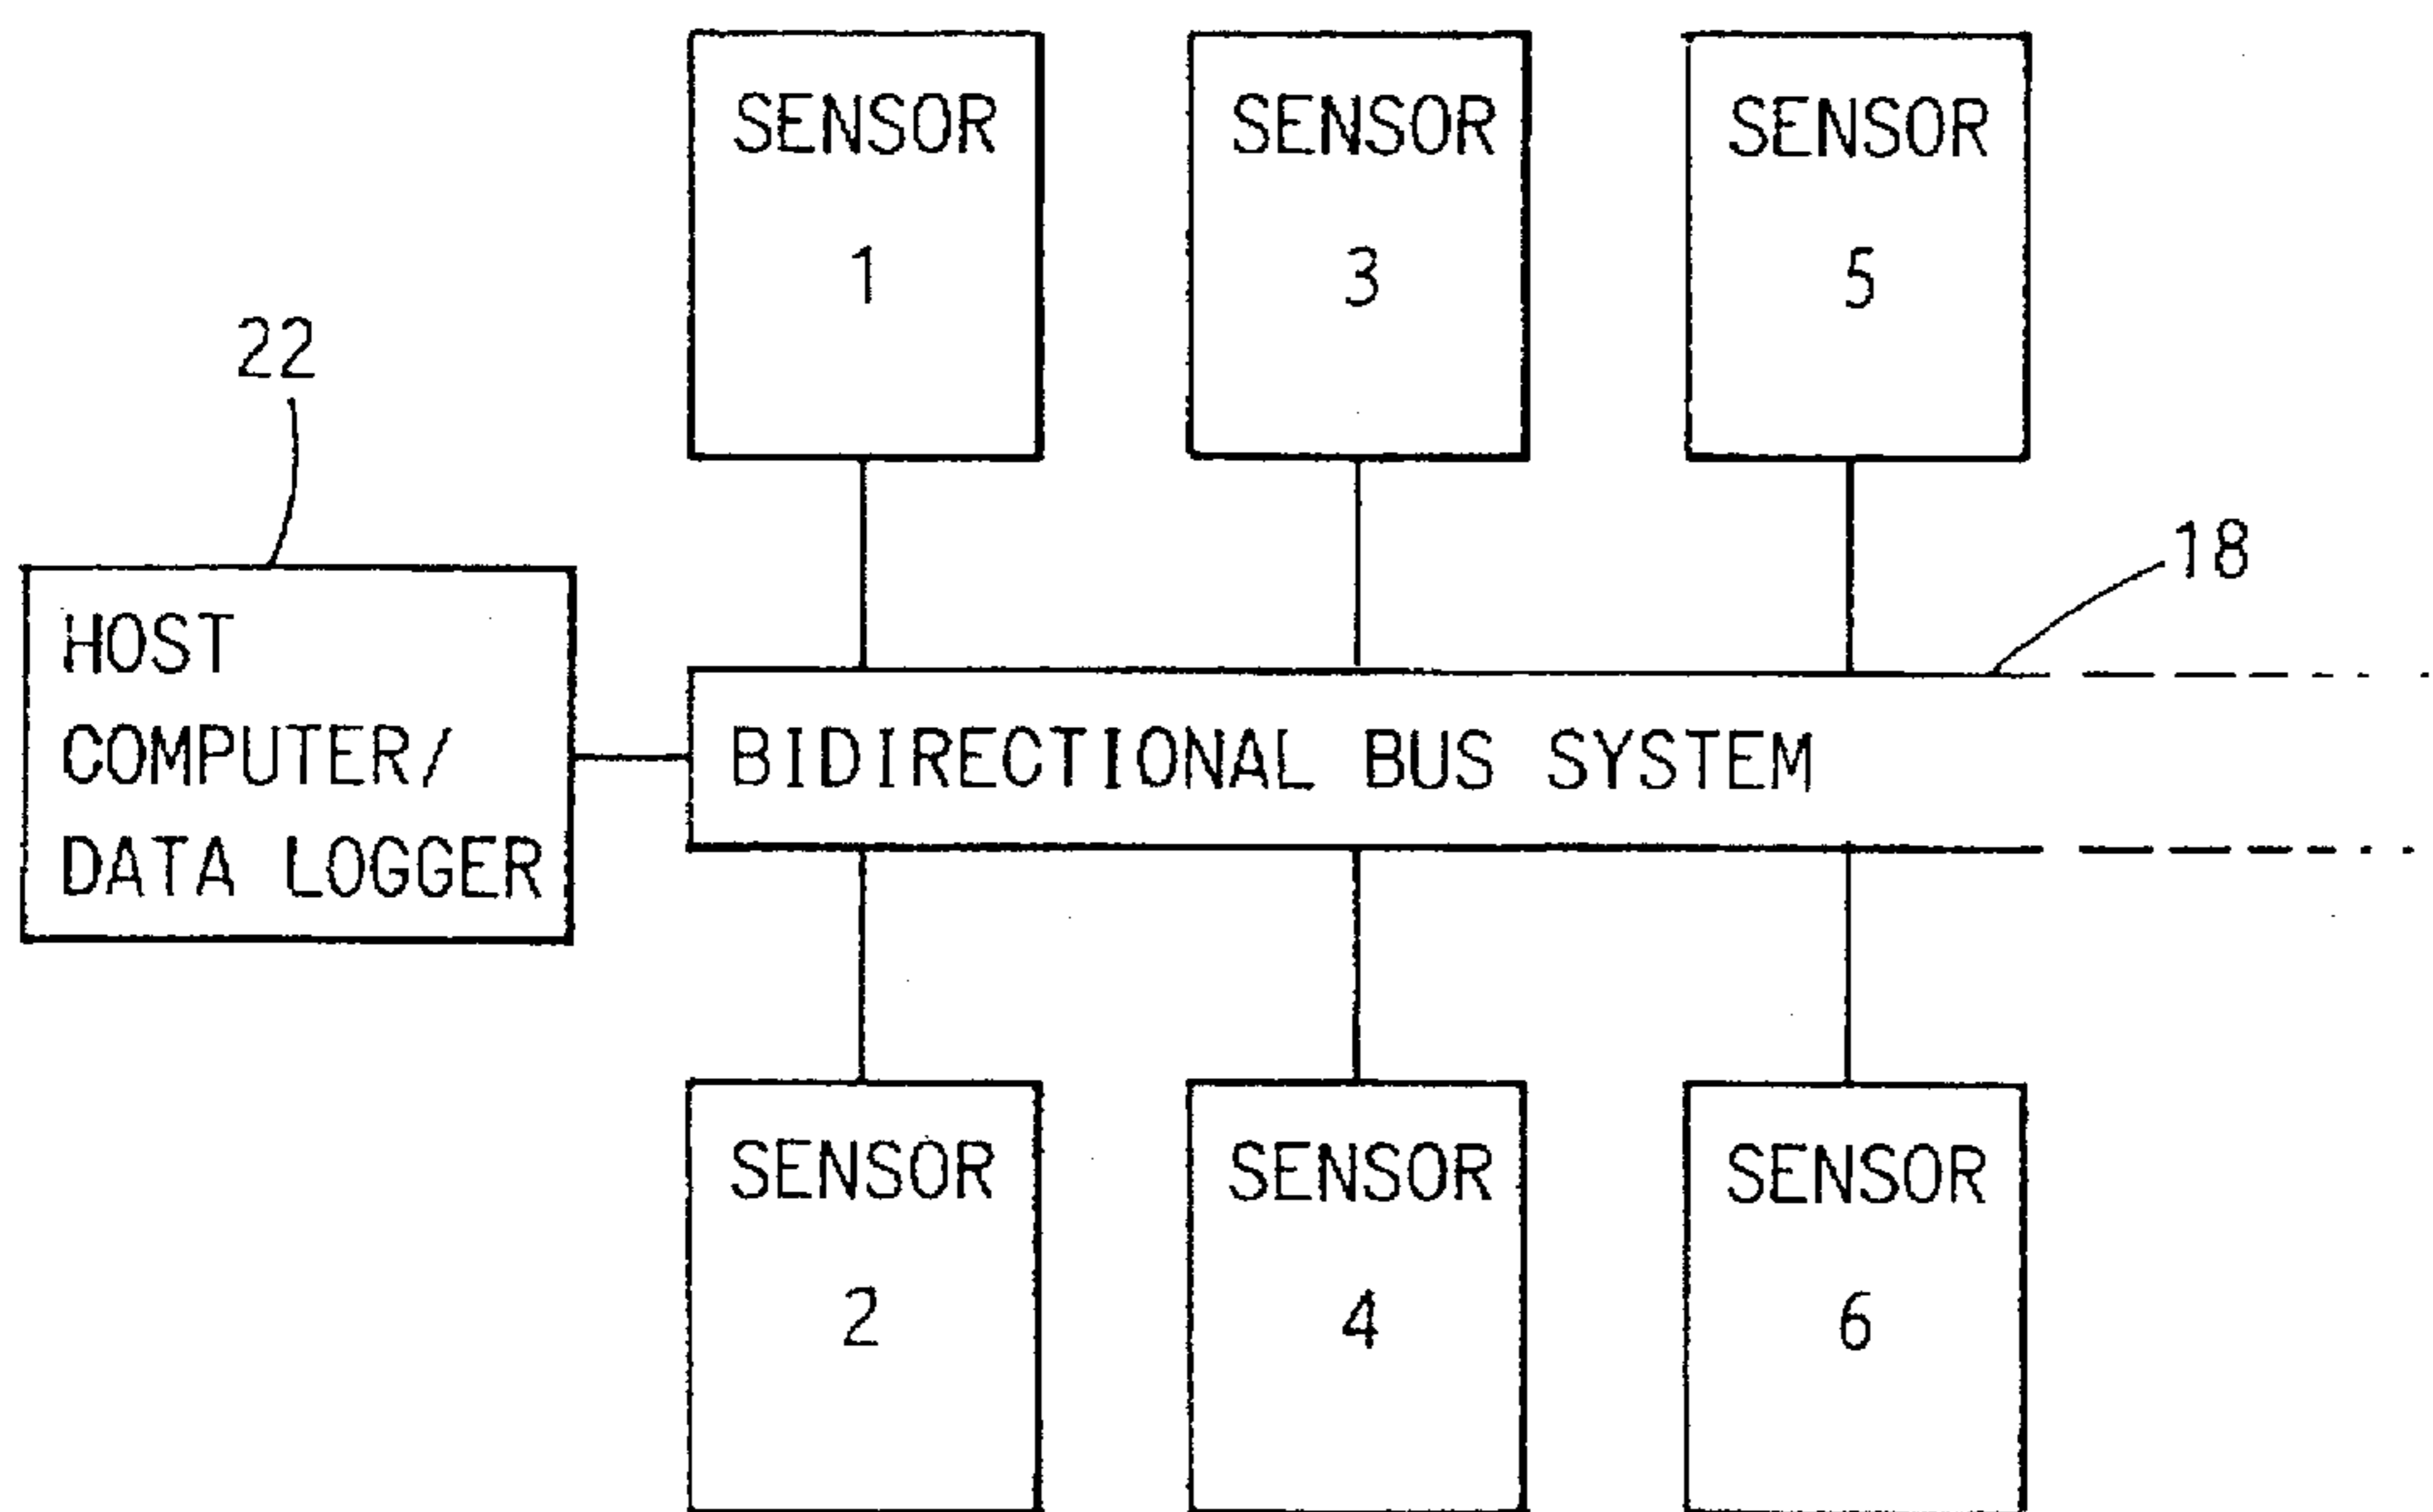 SENSOR
1
SENSOR
3
SENSOR
5
22
18
HOST
COMPUTER/
DATA LOGGER
BIDIRECTIONAL BUS SYSTEM
SENSOR
2
SENSOR
4
SENSOR
6